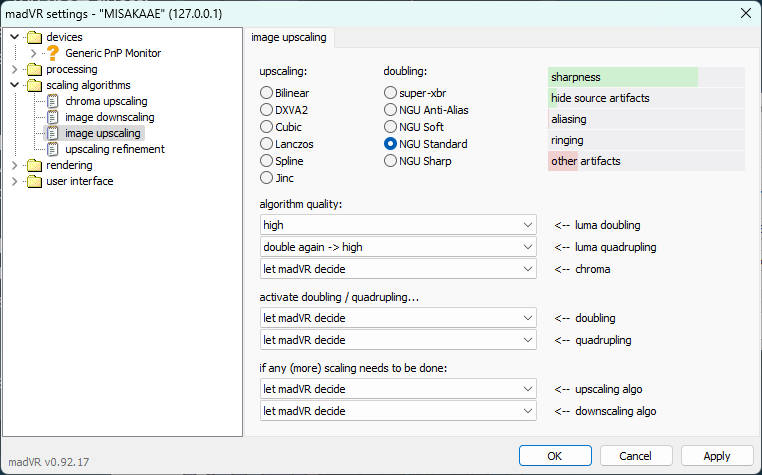 madVR settings - "MISAKAAE" (127.0.0.1)
devices
Generic PnP Monitor
processing
scaling algorithms
chroma upscaling
image downscaling
image upscaling
upscaling refinement
rendering
user interface
image upscaling
upscaling:
Bilinear
DXVA2
Cubic
Lanczos
Spline
Jinc
doubling:
super-xbr
NGU Anti-Alias
NGU Soft
NGU Standard
NGU Sharp
sharpness
hide source artifacts
aliasing
ringing
other artifacts
algorithm quality:
high <-- luma doubling
double again -> high <-- luma quadrupling
let madVR decide <-- chroma
activate doubling / quadrupling...
let madVR decide <-- doubling
let madVR decide <-- quadrupling
if any (more) scaling needs to be done:
let madVR decide <-- upscaling algo
let madVR decide <-- downscaling algo
madVR v0.92.17
OK Cancel Apply